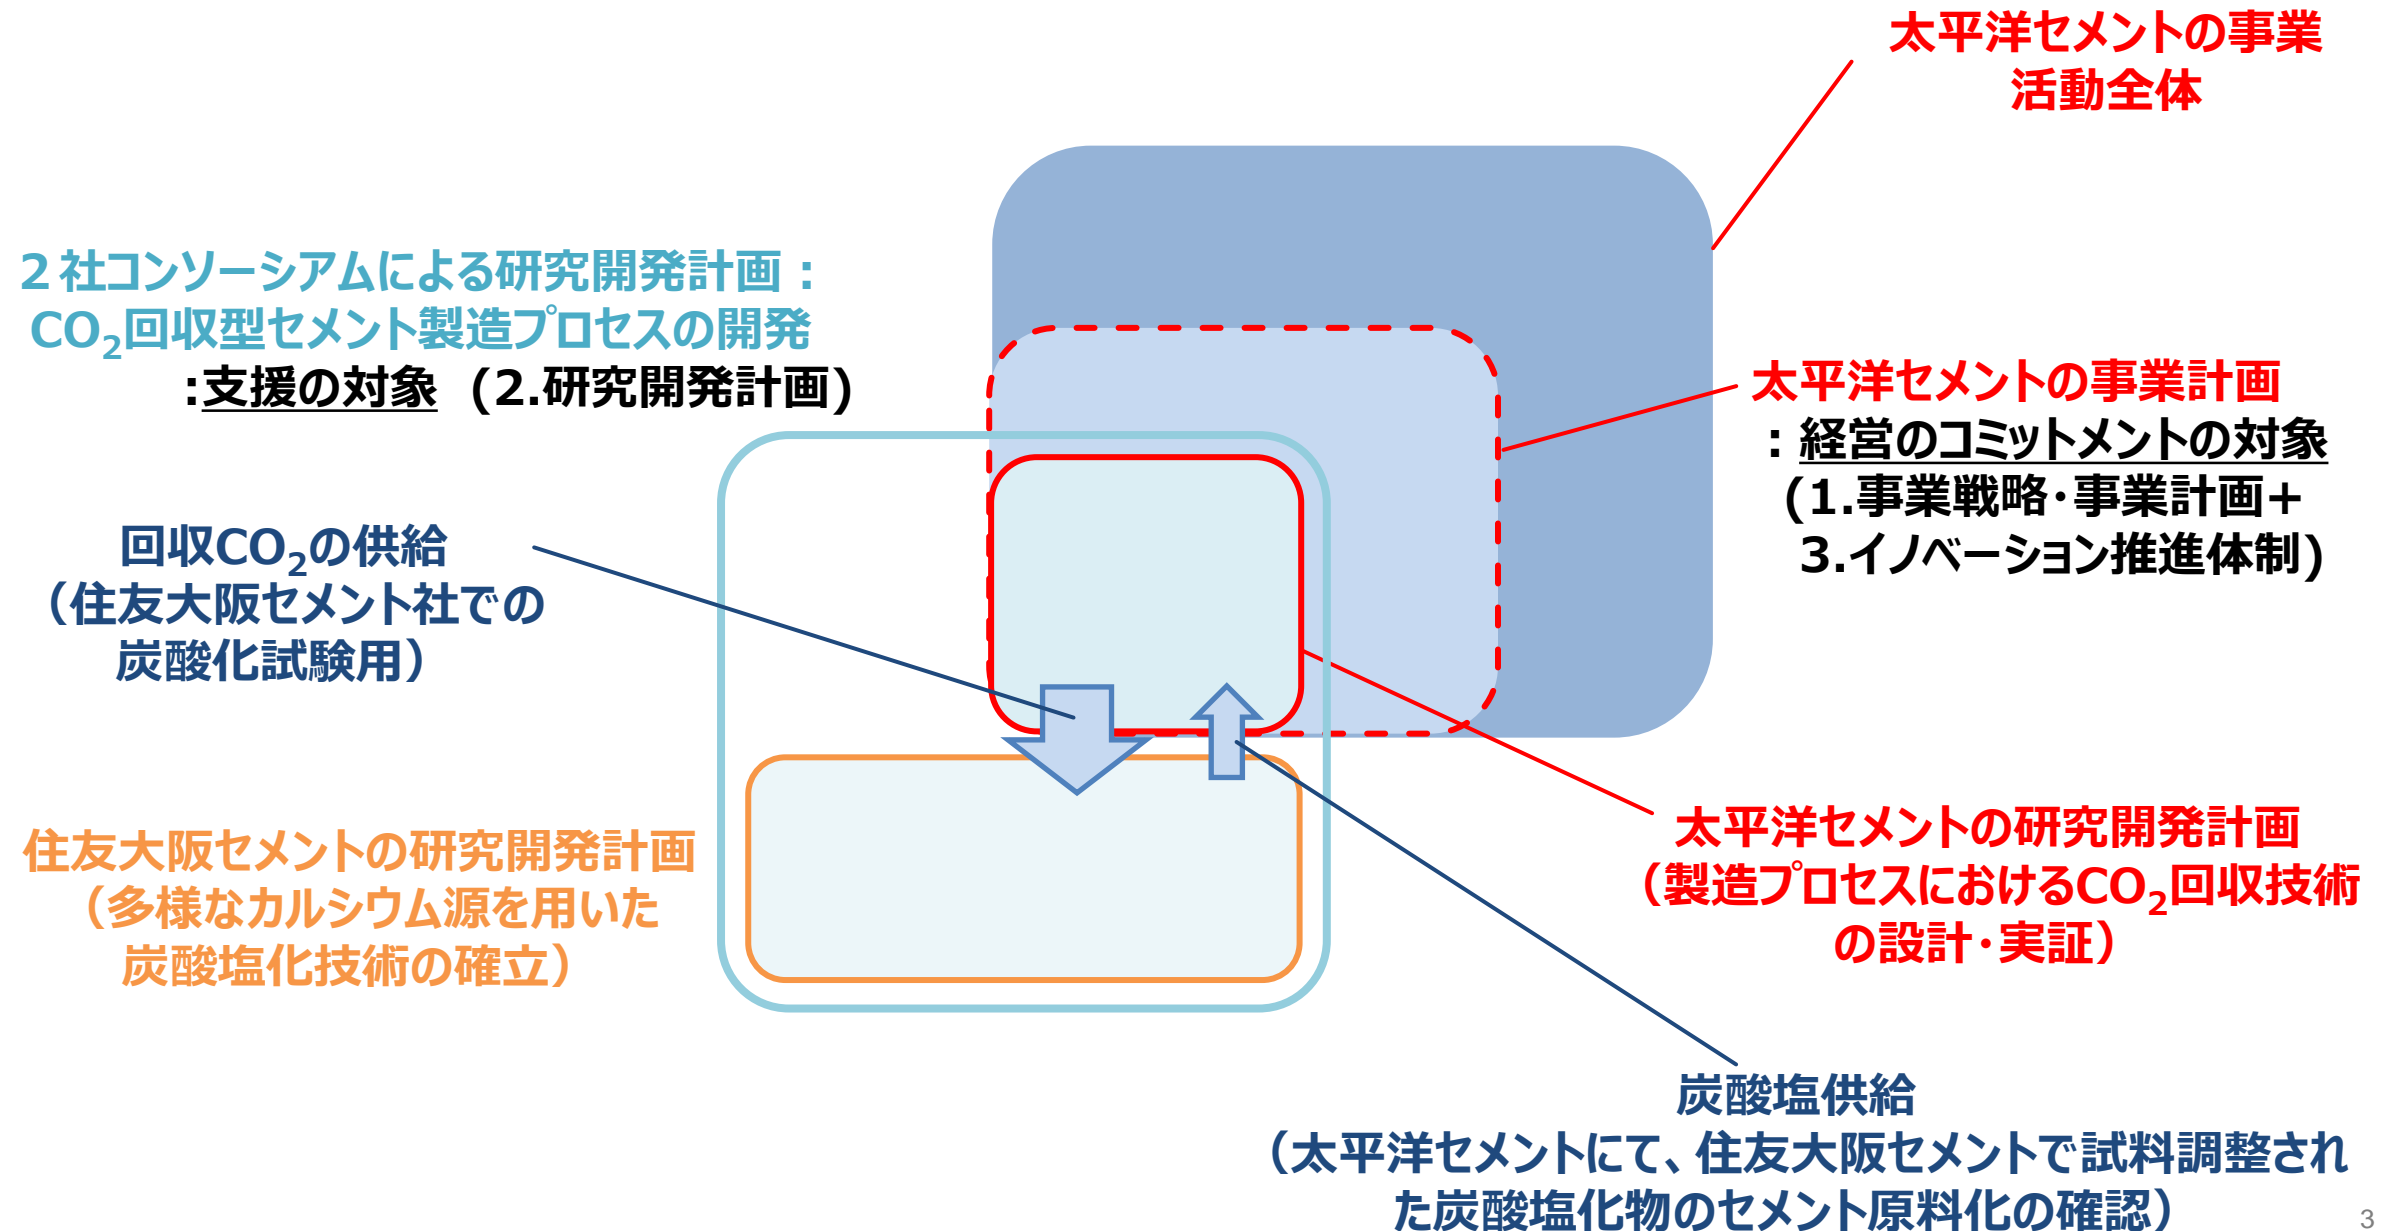 太平洋セメントの事業
活動全体
２社コンソーシアムによる研究開発計画：
CO₂回収型セメント製造プロセスの開発
:支援の対象 (2.研究開発計画)
太平洋セメントの事業計画
：経営のコミットメントの対象
(1.事業戦略・事業計画+
3.イノベーション推進体制)
回収CO₂の供給
（住友大阪セメント社での
炭酸化試験用）
住友大阪セメントの研究開発計画
（多様なカルシウム源を用いた
炭酸塩化技術の確立）
太平洋セメントの研究開発計画
（製造プロセスにおけるCO₂回収技術
の設計・実証）
炭酸塩供給
（太平洋セメントにて、住友大阪セメントで試料調整され
た炭酸塩化物のセメント原料化の確認）
3